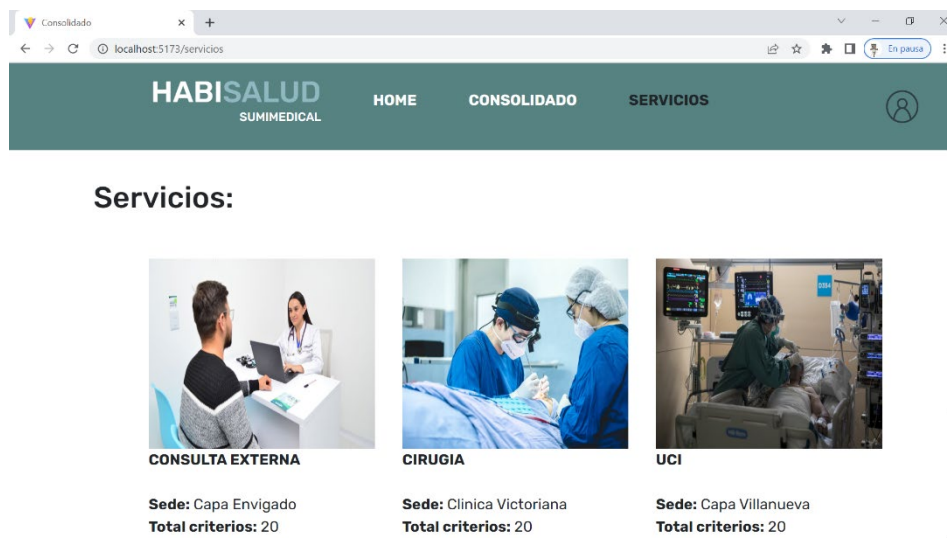 Consolidado
localhost:5173/servicios
En pausa
HABISALUD
SUMIMEDICAL
HOME
CONSOLIDADO
SERVICIOS
Servicios:
CONSULTA EXTERNA
Sede: Capa Envigado
Total criterios: 20
CIRUGIA
Sede: Clinica Victoriana
Total criterios: 20
UCI
Sede: Capa Villanueva
Total criterios: 20